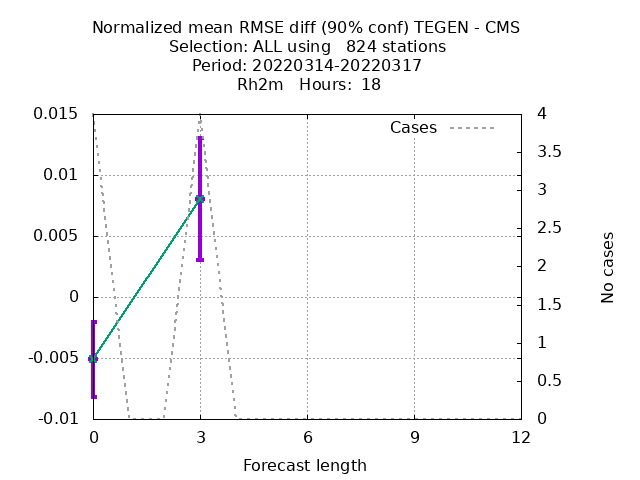 Normalized mean RMSE diff (90% conf) TEGEN - CMS
Selection: ALL using   824 stations
Period: 20220314-20220317
Rh2m   Hours:  18
0.015
0.01
0.005
0
-0.005
-0.01
Cases
4
3.5
3
2.5
2
1.5
1
0.5
0
No cases
0 3 6 9 12
Forecast length